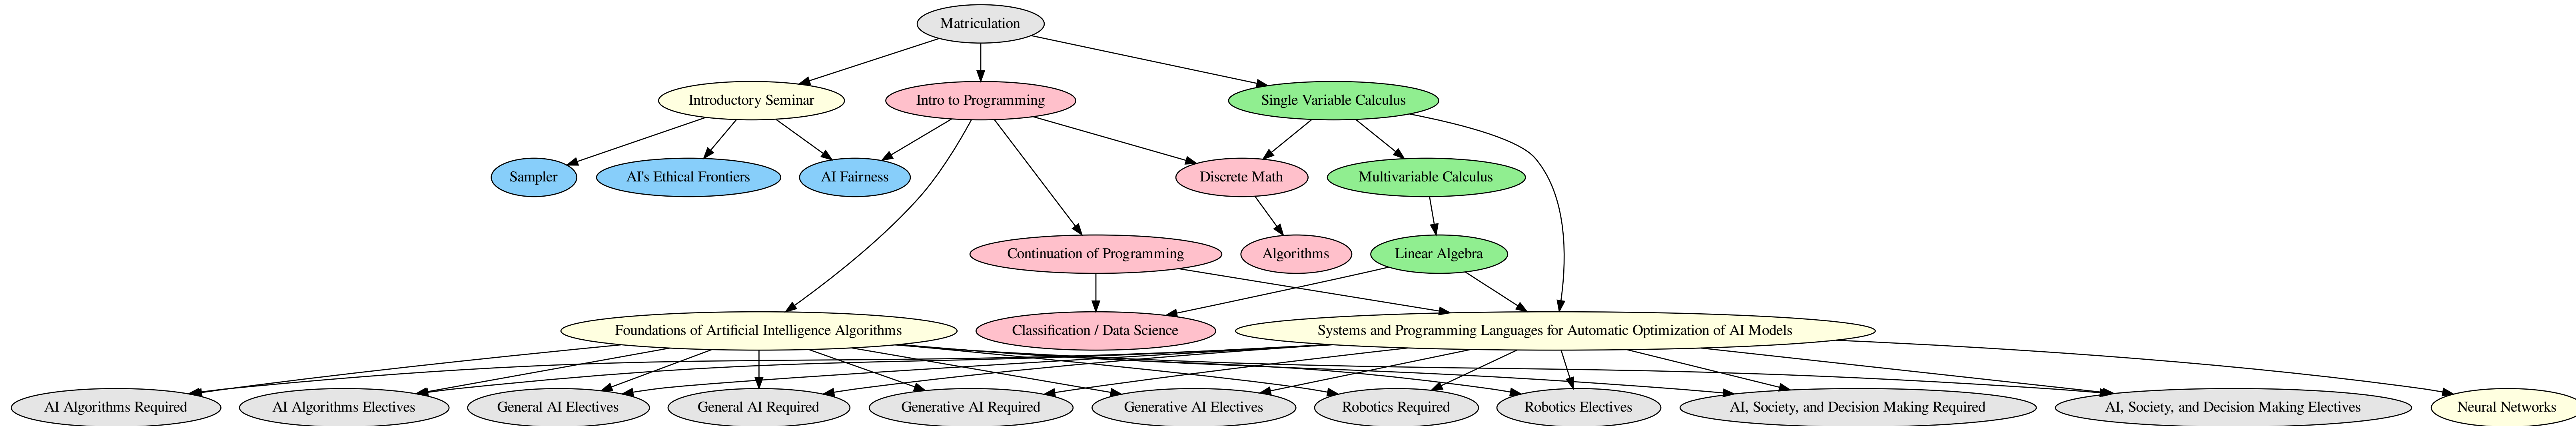 Matriculation
Introductory Seminar
Intro to Programming
Single Variable Calculus
Sampler
AI's Ethical Frontiers
AI Fairness
Discrete Math
Multivariable Calculus
Continuation of Programming
Algorithms
Linear Algebra
Foundations of Artificial Intelligence Algorithms
Classification / Data Science
Systems and Programming Languages for Automatic Optimization of AI Models
AI Algorithms Required
AI Algorithms Electives
General AI Electives
General AI Required
Generative AI Required
Generative AI Electives
Robotics Required
Robotics Electives
AI, Society, and Decision Making Required
AI, Society, and Decision Making Electives
Neural Networks